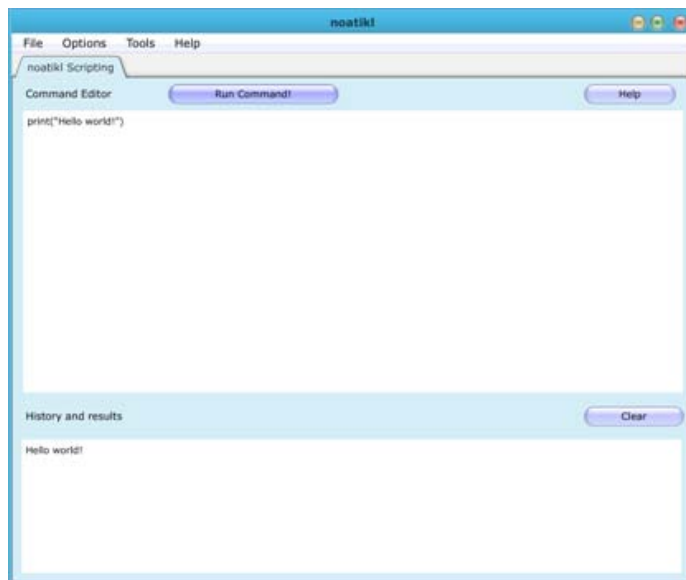 noatikl
File Options Tools Help
noatikl Scripting
Command Editor Run Command! Help
print("Hello world!")
History and results Clear
Hello world!